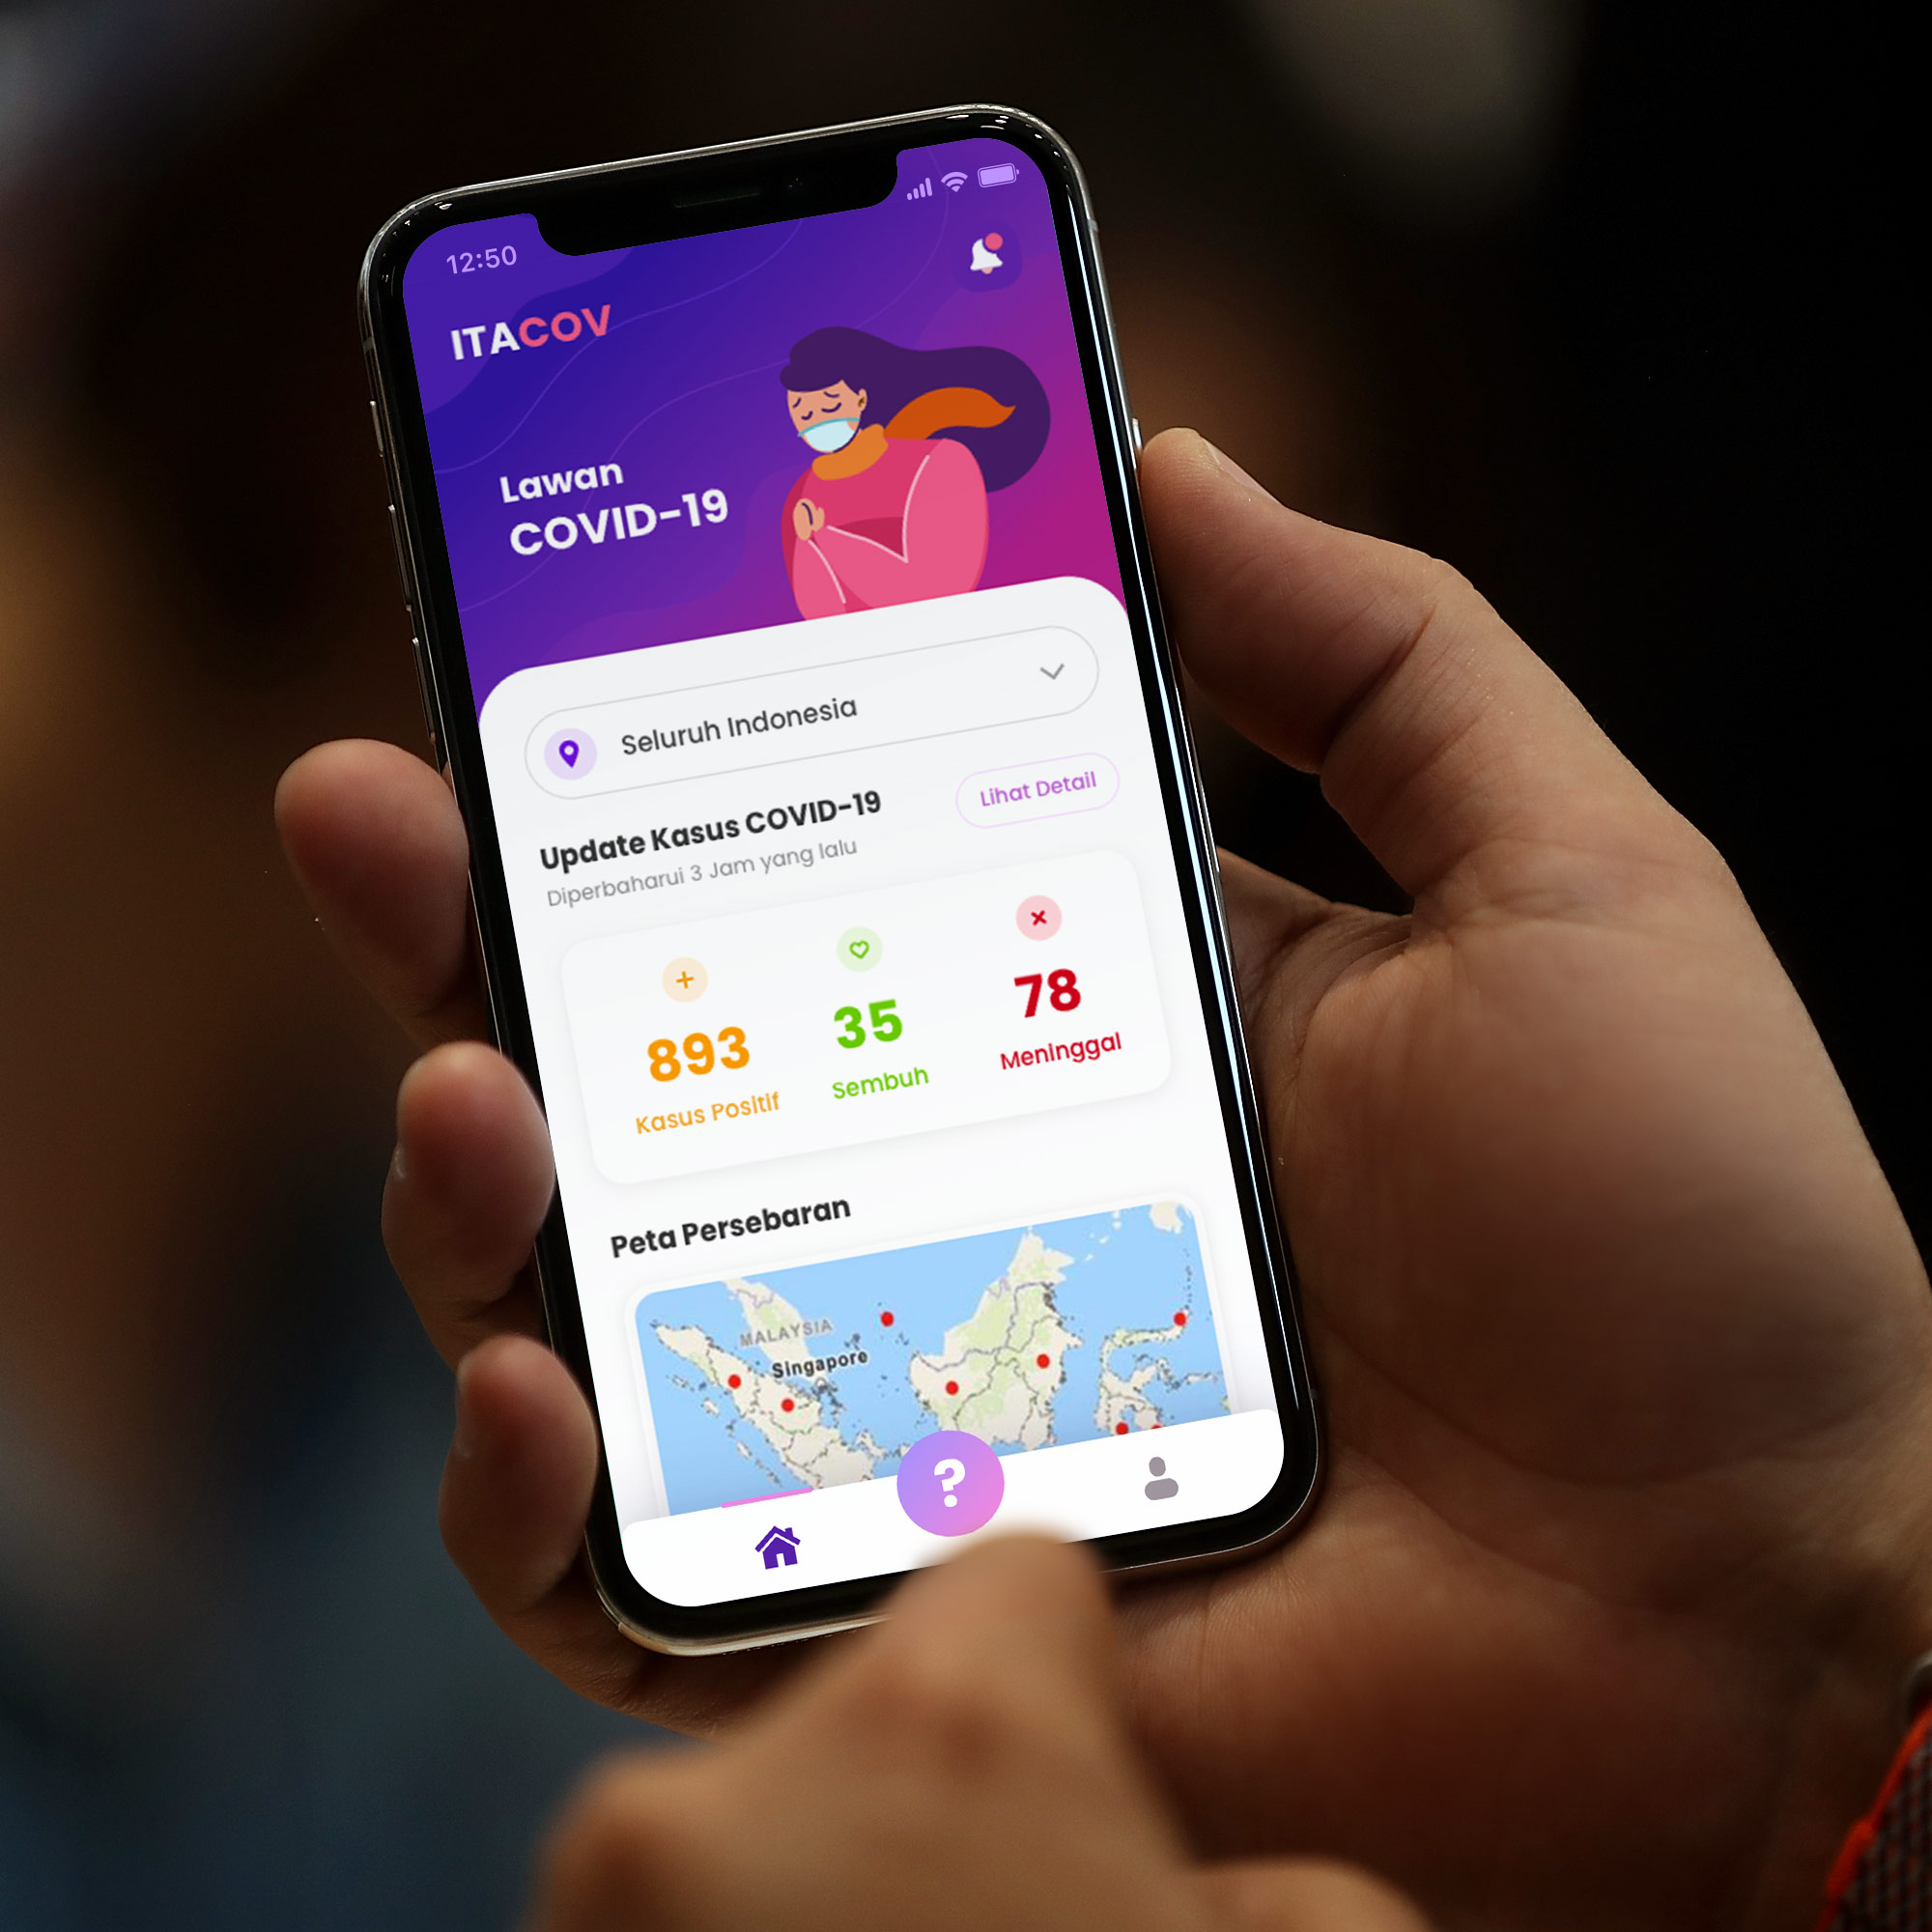 12:50
ITACOV
Lawan
COVID-19
Seluruh Indonesia
Update Kasus COVID-19
Lihat Detail
Diperbaharui 3 Jam yang lalu
893
35
78
Kasus Positif
Sembuh
Meninggal
Peta Persebaran
MALAYSIA
Singapore
?